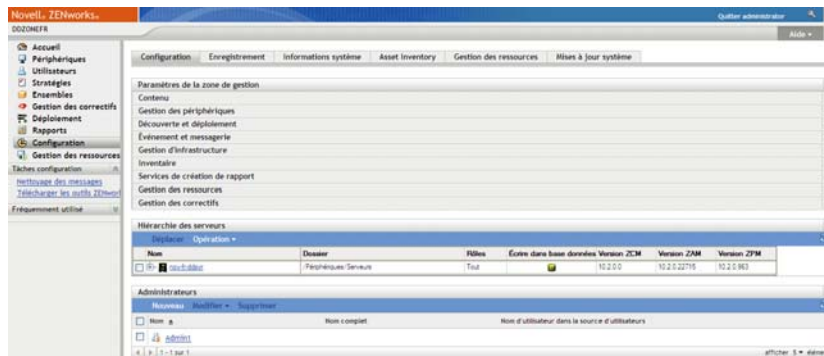 Novell. ZENworks.
Quitter administrator
DDZONEFR
Aide
Accueil
Périphériques
Utilisateurs
Stratégies
Ensembles
Gestion des correctifs
Déploiement
Rapports
Configuration
Gestion des ressources
Tâches configuration
Nettoyage des messages
Télécharger les outils ZENworl
Fréquemment utilisé
Configuration Enregistrement Informations système Asset Inventory Gestion des ressources Mises à jour système
Paramètres de la zone de gestion
Contenu
Gestion des périphériques
Découverte et déploiement
Événement et messagerie
Gestion d'infrastructure
Inventaire
Services de création de rapport
Gestion des ressources
Gestion des correctifs
Hiérarchie des serveurs
Déplacer Opération
Nom Dossier Rôles Écrire dans base données Version ZCM Version ZAM Version ZPM
/Périphériques/Serveurs Tout 10.2.0.0 10.2.0.22715 10.2.0.963
Administrateurs
Nouveau Modifier Supprimer
Nom Nom complet Nom d'utilisateur dans la source d'utilisateurs
Admin1
1 - 1 sur 1 afficher 5 éléme